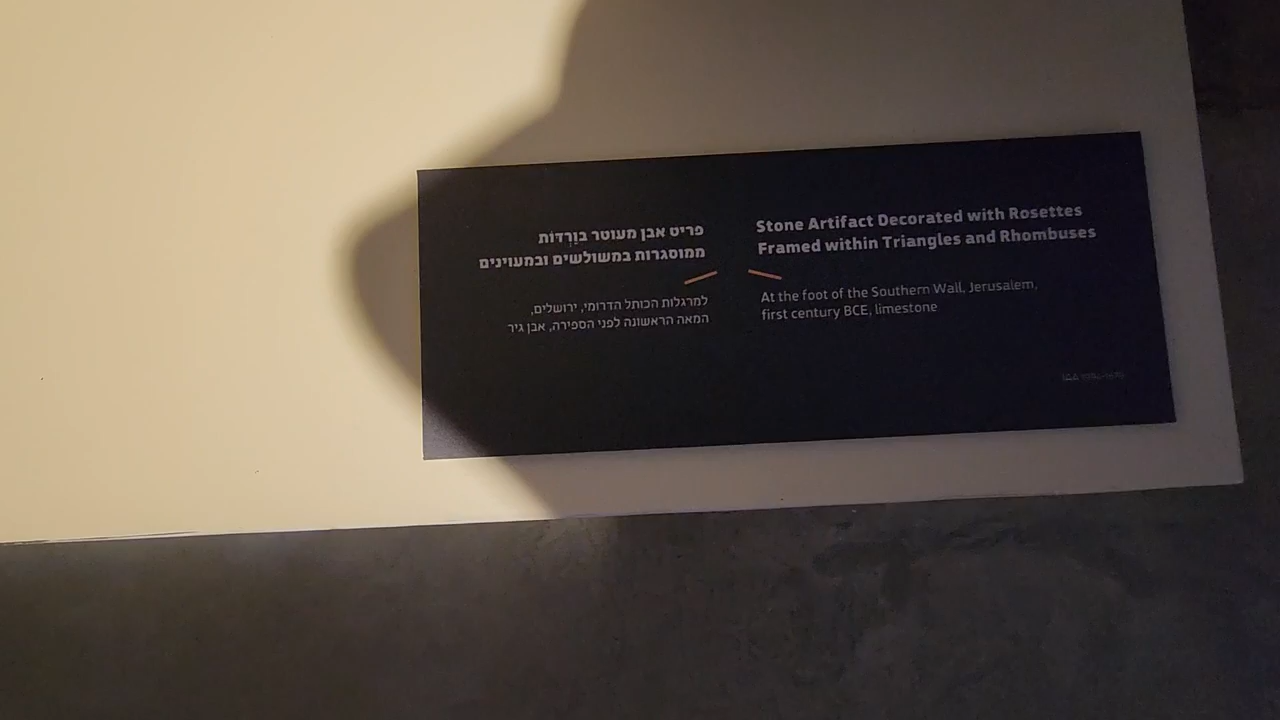 פריט אבן מעוטר בוְרָדּוֹת
ממוסגרות במשולשים ובמעוינים
למרגלות הכותל הדרומי, ירושלים,
המאה הראשונה לפני הספירה, אבן גיר
Stone Artifact Decorated with Rosettes
Framed within Triangles and Rhombuses
At the foot of the Southern Wall, Jerusalem,
first century BCE, limestone
IAA